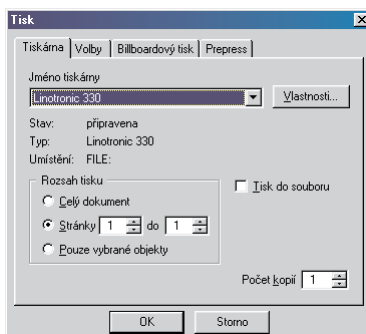 Tisk
Tiskárna Volby Billboardový tisk Prepress
Jméno tiskárny
Linotronic 330 Vlastnosti...
Stav: připravena
Typ: Linotronic 330
Umístění: FILE:
Rozsah tisku
Celý dokument
Stránky 1 do 1
Pouze vybrané objekty
Tisk do souboru
Počet kopií 1
OK Storno